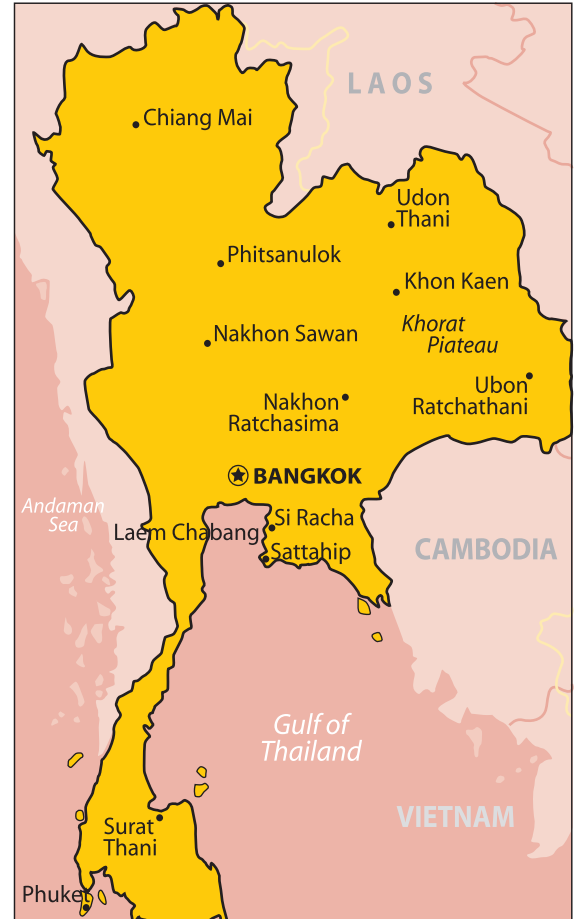 LAOS
Chiang Mai
Udon
Thani
Phitsanulok
Khon Kaen
Khorat
Piateau
Nakhon Sawan
Ubon
Ratchathani
Nakhon
Ratchasima
BANGKOK
Andaman
Sea
Si Racha
Laem Chabang
Sattahip
CAMBODIA
Gulf of
Thailand
VIETNAM
Surat
Thani
Phuket